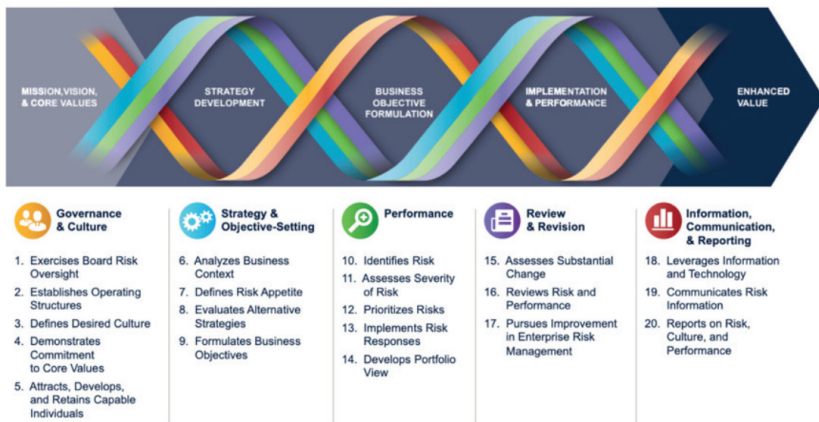 MISSION, VISION,
& CORE VALUES
STRATEGY
DEVELOPMENT
BUSINESS
OBJECTIVE
FORMULATION
IMPLEMENTATION
& PERFORMANCE
ENHANCED
VALUE
Governance
& Culture
1. Exercises Board Risk
Oversight
2. Establishes Operating
Structures
3. Defines Desired Culture
4. Demonstrates
Commitment
to Core Values
5. Attracts, Develops,
and Retains Capable
Individuals
Strategy &
Objective-Setting
6. Analyzes Business
Context
7. Defines Risk Appetite
8. Evaluates Alternative
Strategies
9. Formulates Business
Objectives
Performance
10. Identifies Risk
11. Assesses Severity
of Risk
12. Prioritizes Risks
13. Implements Risk
Responses
14. Develops Portfolio
View
Review
& Revision
15. Assesses Substantial
Change
16. Reviews Risk and
Performance
17. Pursues Improvement
in Enterprise Risk
Management
Information,
Communication,
& Reporting
18. Leverages Information
and Technology
19. Communicates Risk
Information
20. Reports on Risk,
Culture, and
Performance